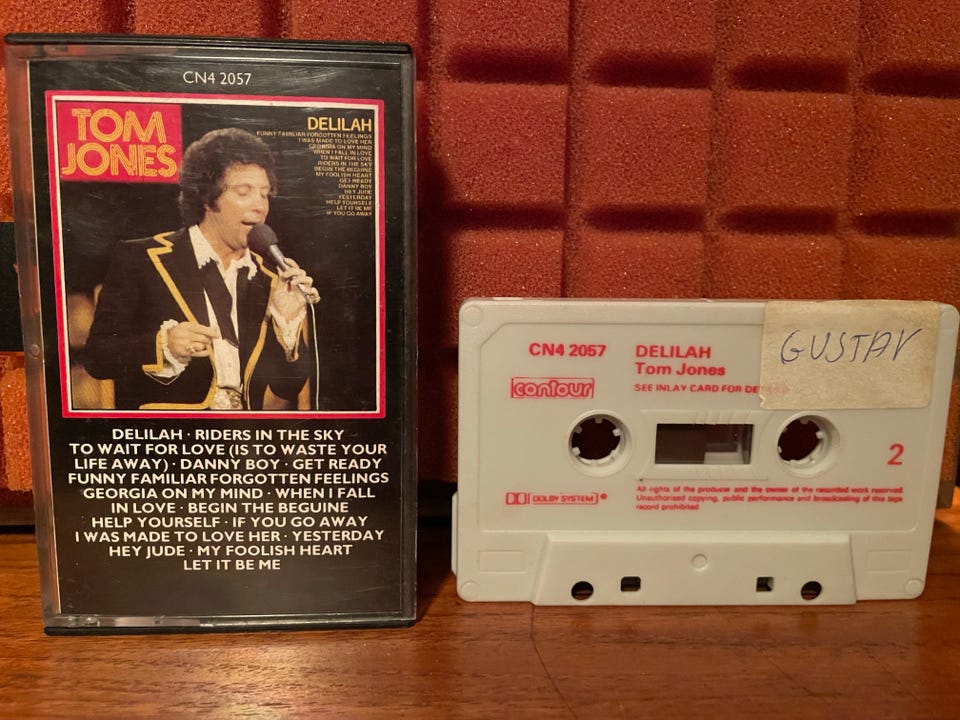 CN4 2057
TOM
JONES
DELILAH
FUNNY FAMILIAR FORGOTTEN FEELINGS
I WAS MADE TO LOVE HER
GEORGIA ON MY MIND
WHEN I FALL IN LOVE
TO WAIT FOR LOVE
RIDERS IN THE SKY
BEGIN THE BEGUINE
MY FOOLISH HEART
GET READY
DANNY BOY
HEY JUDE
YESTERDAY
HELP YOURSELF
LET IT BE ME
IF YOU GO AWAY
DELILAH · RIDERS IN THE SKY
TO WAIT FOR LOVE (IS TO WASTE YOUR
LIFE AWAY) · DANNY BOY · GET READY
FUNNY FAMILIAR FORGOTTEN FEELINGS
GEORGIA ON MY MIND · WHEN I FALL
IN LOVE · BEGIN THE BEGUINE
HELP YOURSELF · IF YOU GO AWAY
I WAS MADE TO LOVE HER · YESTERDAY
HEY JUDE · MY FOOLISH HEART
LET IT BE ME
CN4 2057
contour
DELILAH
Tom Jones
SEE INLAY CARD FOR DE
GUSTAV
2
DOLBY SYSTEM®
All rights of the producer and the owner of the recorded work reserved.
Unauthorised copying, public performance and broadcasting of this tape
record prohibited